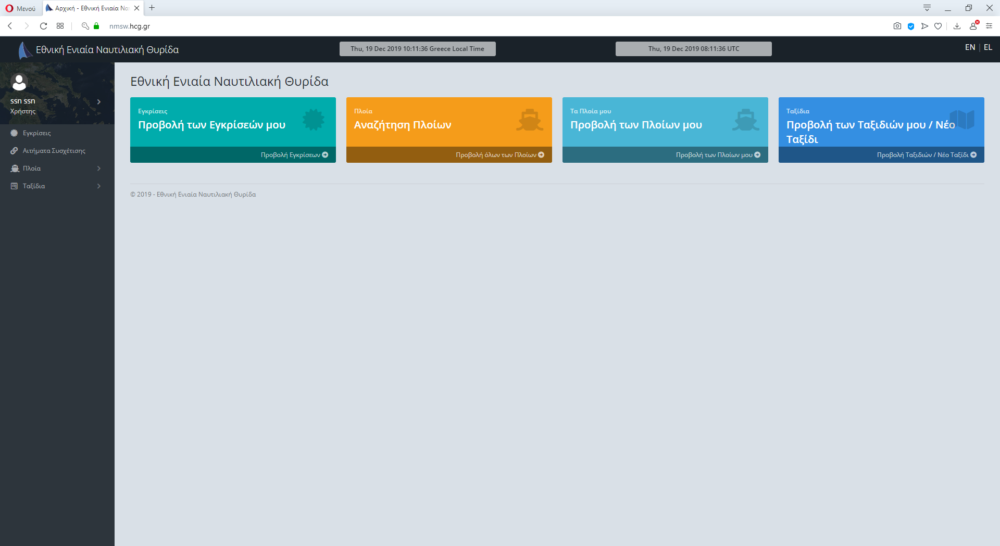 Μενού
Αρχική - Εθνική Ενιαία Να
nmsw.hcg.gr
Εθνική Ενιαία Ναυτιλιακή Θυρίδα
Thu, 19 Dec 2019 10:11:36 Greece Local Time
Thu, 19 Dec 2019 08:11:36 UTC
EN | EL
ssn ssn
Χρήστης
Εγκρίσεις
Αιτήματα Συσχέτισης
Πλοία
Ταξίδια
Εθνική Ενιαία Ναυτιλιακή Θυρίδα
Εγκρίσεις
Προβολή των Εγκρίσεών μου
Προβολή Εγκρίσεων
Πλοία
Αναζήτηση Πλοίων
Προβολή όλων των Πλοίων
Τα Πλοία μου
Προβολή των Πλοίων μου
Προβολή των Πλοίων μου
Ταξίδια
Προβολή των Ταξιδιών μου / Νέο
Ταξίδι
Προβολή Ταξιδιών / Νέο Ταξίδι
© 2019 - Εθνική Ενιαία Ναυτιλιακή Θυρίδα